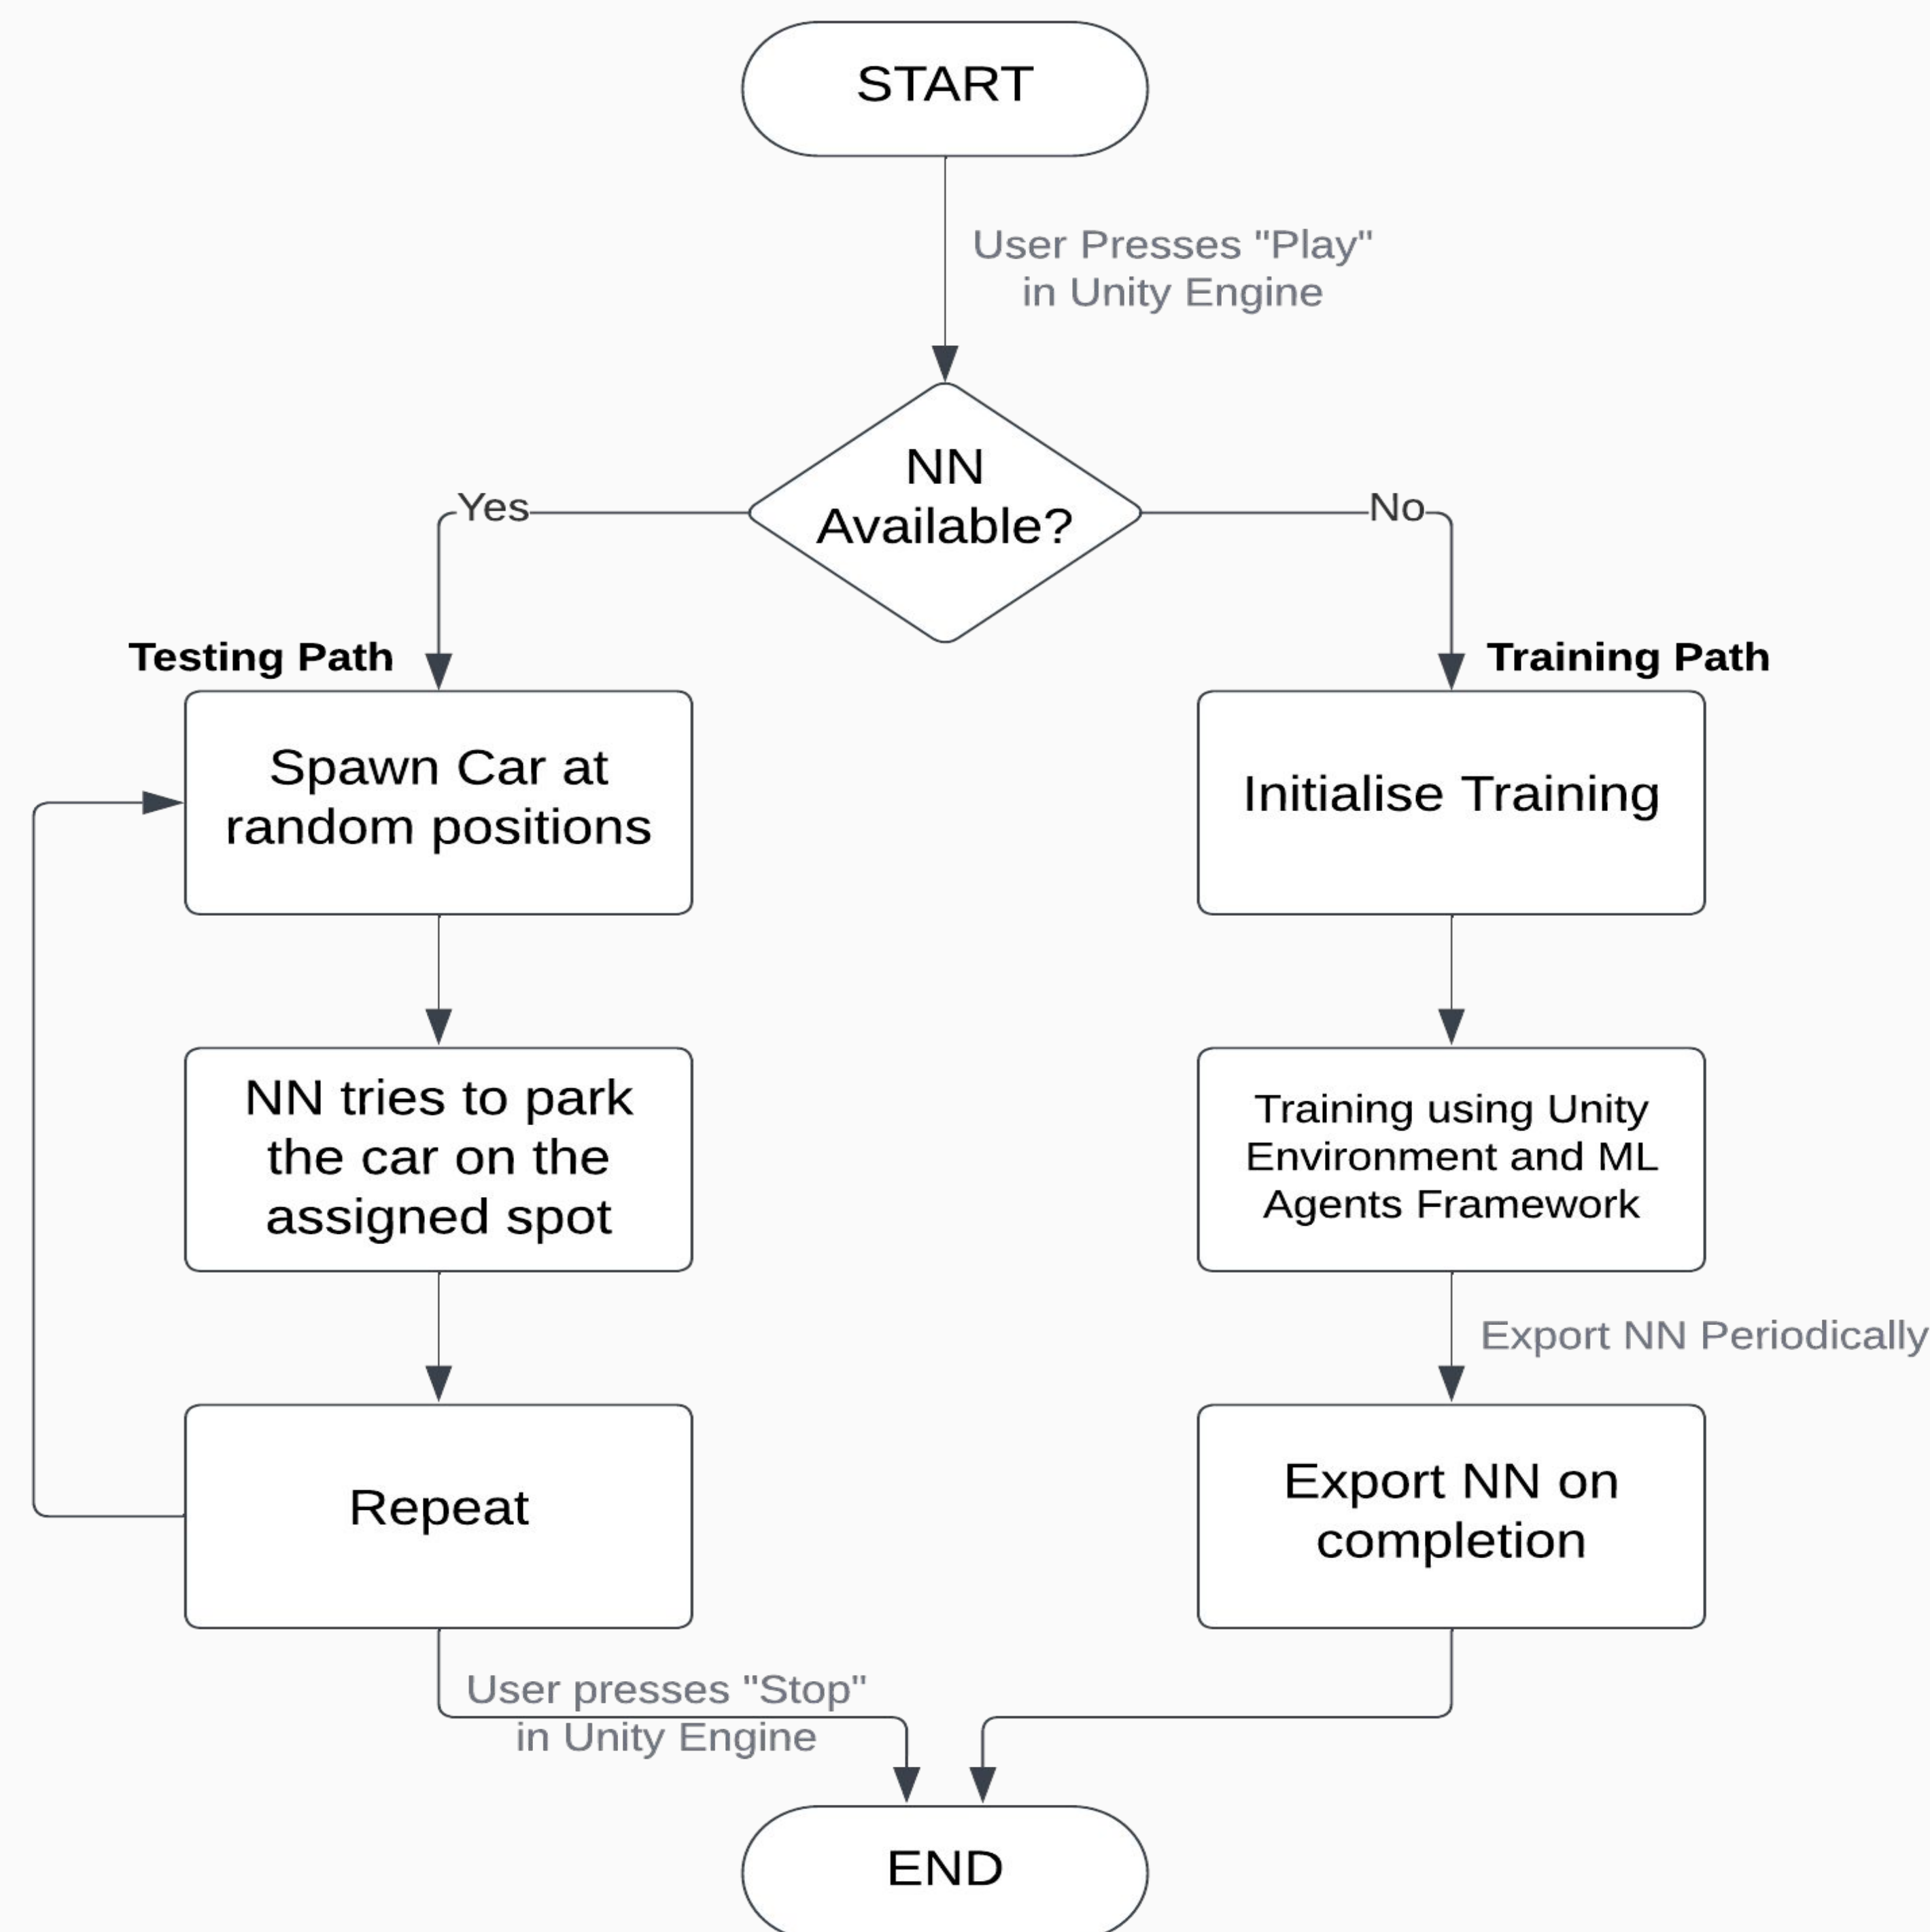 START
User Presses "Play"
in Unity Engine
NN
Available?
Yes
No
Testing Path
Training Path
Spawn Car at
random positions
Initialise Training
NN tries to park
the car on the
assigned spot
Training using Unity
Environment and ML
Agents Framework
Export NN Periodically
Repeat
Export NN on
completion
User presses "Stop"
in Unity Engine
END